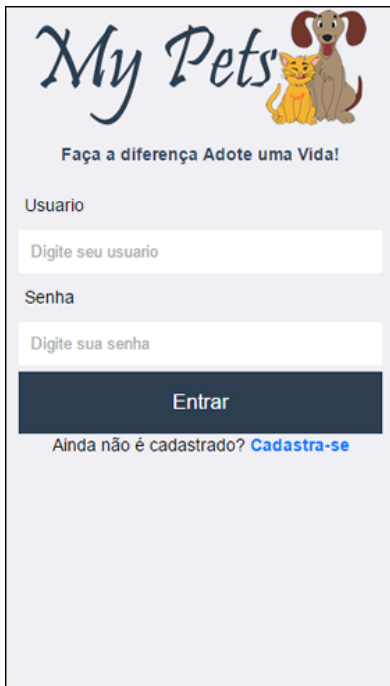 My Pets
Faça a diferença Adote uma Vida!
Usuario
Digite seu usuario
Senha
Digite sua senha
Entrar
Ainda não é cadastrado? Cadastra-se